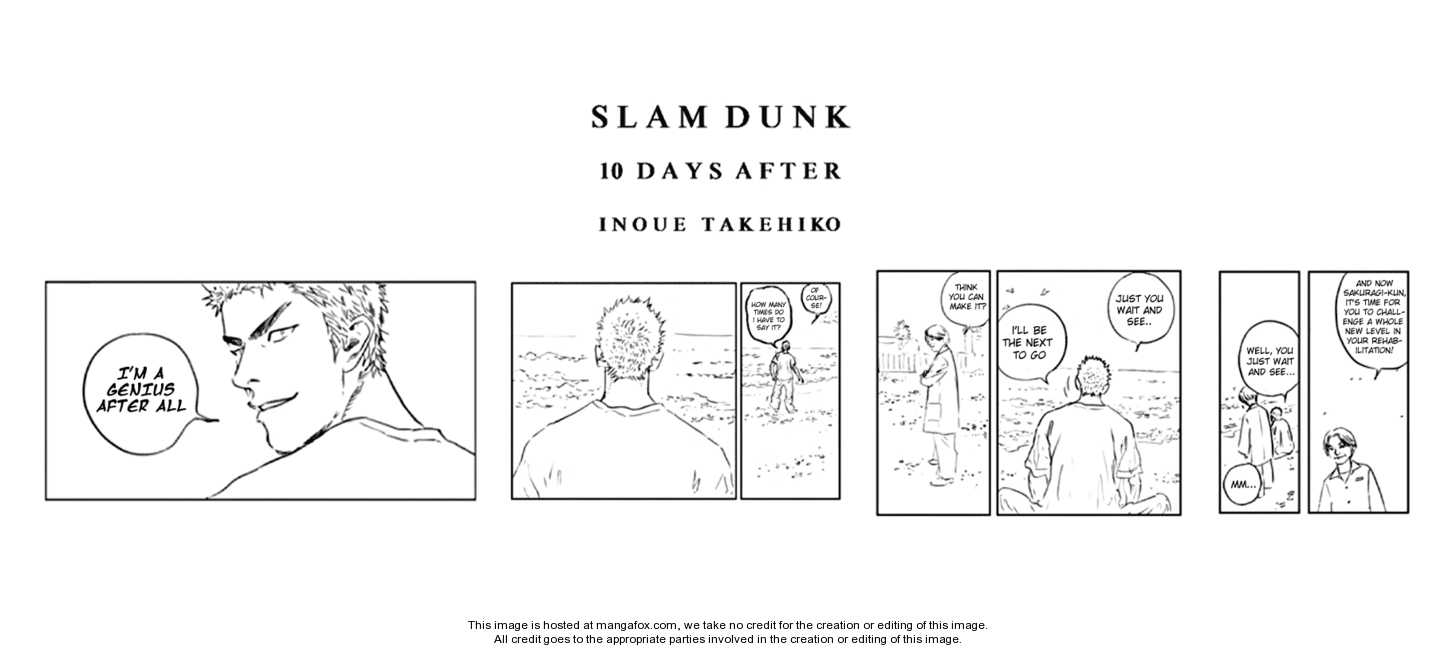 SLAM DUNK
10 DAYS AFTER
INOUE TAKEHIKO
AND NOW
SAKURAGI-KUN,
IT'S TIME FOR
YOU TO CHALL-
ENGE A WHOLE
NEW LEVEL IN
YOUR REHAB-
ILITATION!
WELL, YOU
JUST WAIT
AND SEE...
MM...
JUST YOU
WAIT AND
SEE..
I'LL BE
THE NEXT
TO GO
THINK
YOU CAN
MAKE IT?
OF
COUR-
SE!
HOW MANY
TIMES DO
I HAVE TO
SAY IT?
I'M A
GENIUS
AFTER ALL
This image is hosted at mangafox.com, we take no credit for the creation or editing of this image.
All credit goes to the appropriate parties involved in the creation or editing of this image.